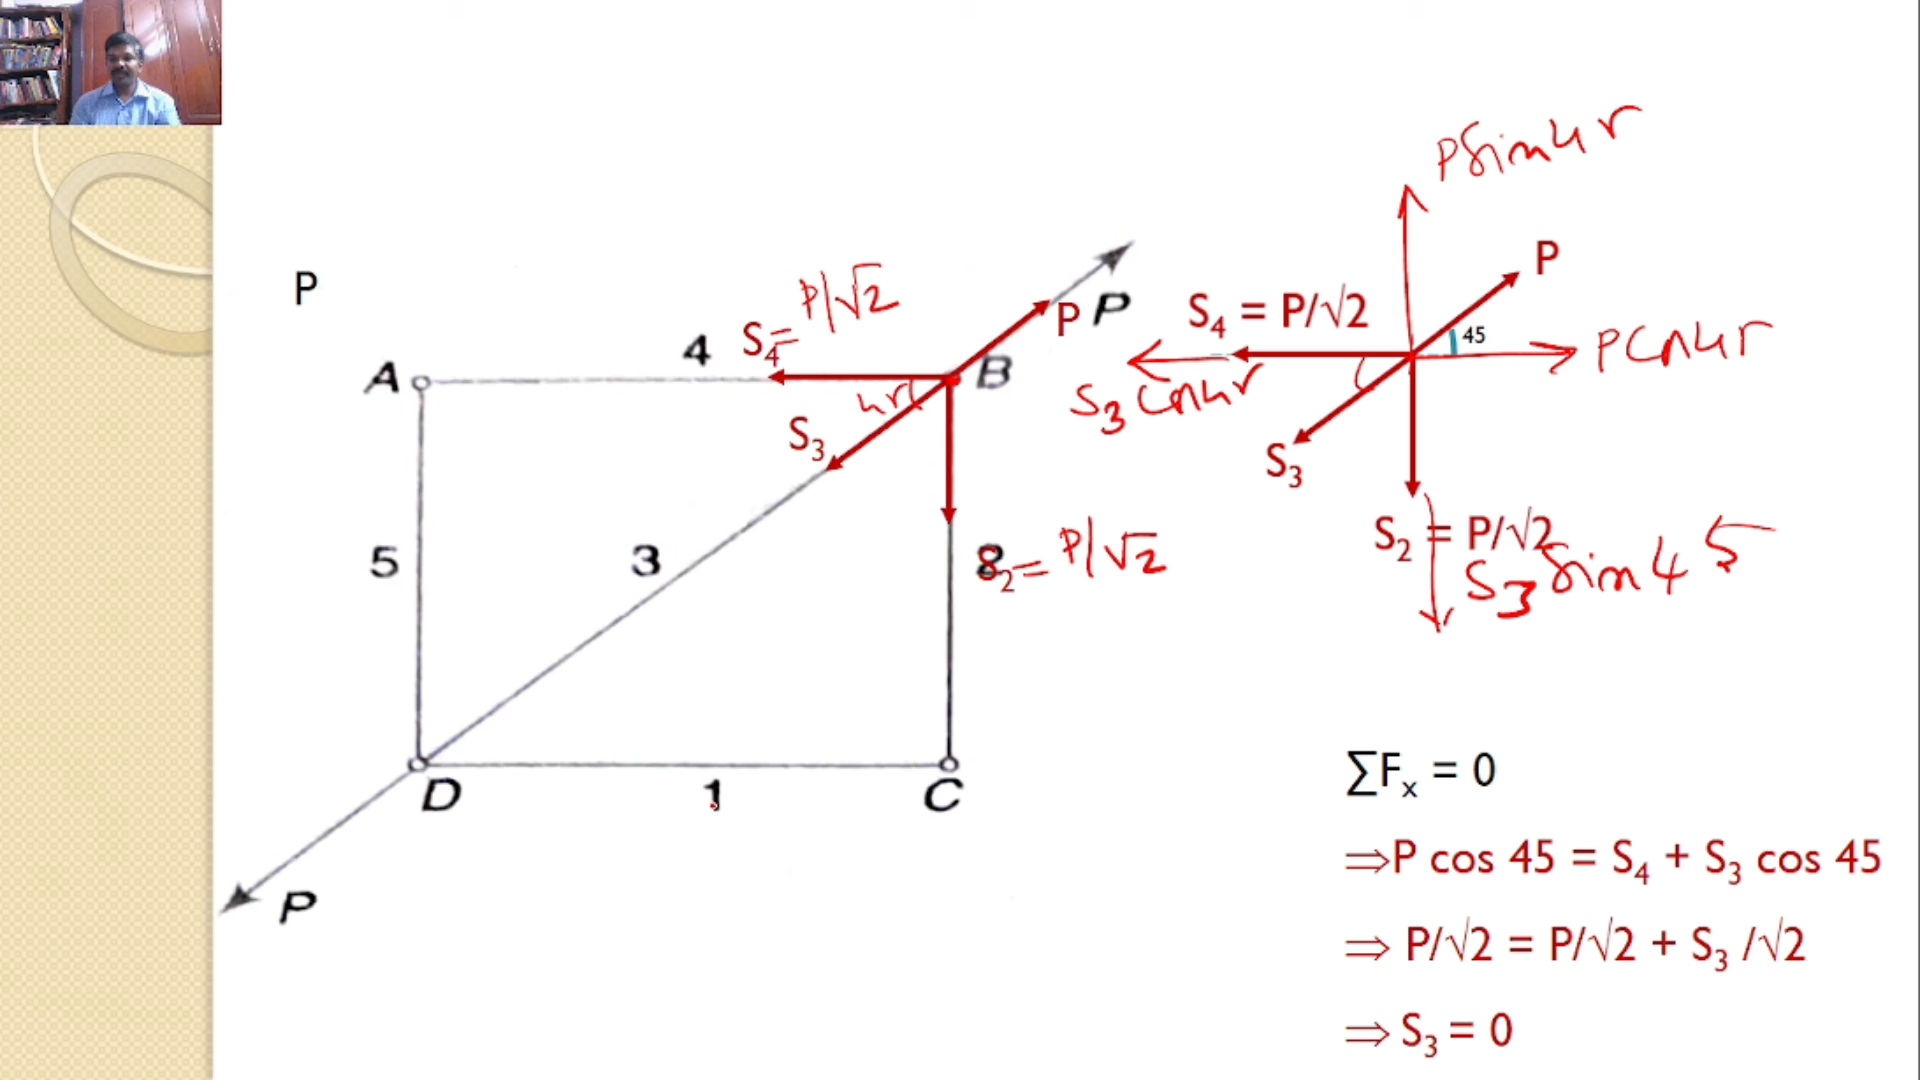 P sin 45
P
P
S4 = P/√2
P P
S4 = P/√2
45
P cos 45
4
A
B
45
S3 cos 45
S3
S3
S2 = P/√2
S3 sin 45
5
3
2
S2 = P/√2
D
1
C
∑Fx = 0
⇒P cos 45 = S4 + S3 cos 45
P
⇒ P/√2 = P/√2 + S3 /√2
⇒ S3 = 0